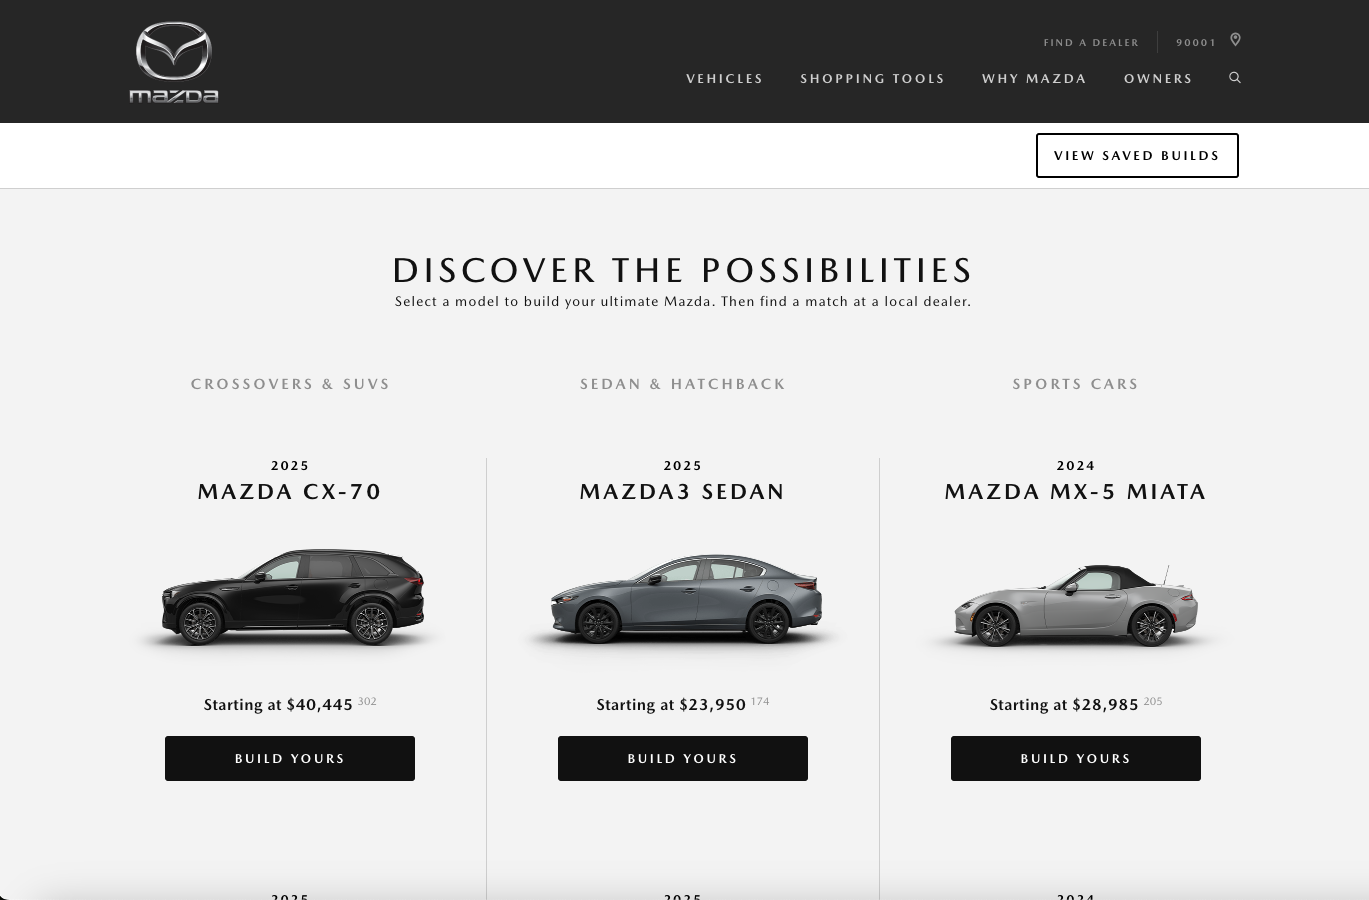 FIND A DEALER
90001
mazda
VEHICLES
SHOPPING TOOLS
WHY MAZDA
OWNERS
VIEW SAVED BUILDS
DISCOVER THE POSSIBILITIES
Select a model to build your ultimate Mazda. Then find a match at a local dealer.
CROSSOVERS & SUVS
SEDAN & HATCHBACK
SPORTS CARS
2025
MAZDA CX-70
Starting at $40,445 302
BUILD YOURS
2025
MAZDA3 SEDAN
Starting at $23,950 174
BUILD YOURS
2024
MAZDA MX-5 MIATA
Starting at $28,985 205
BUILD YOURS
2025
2025
2024